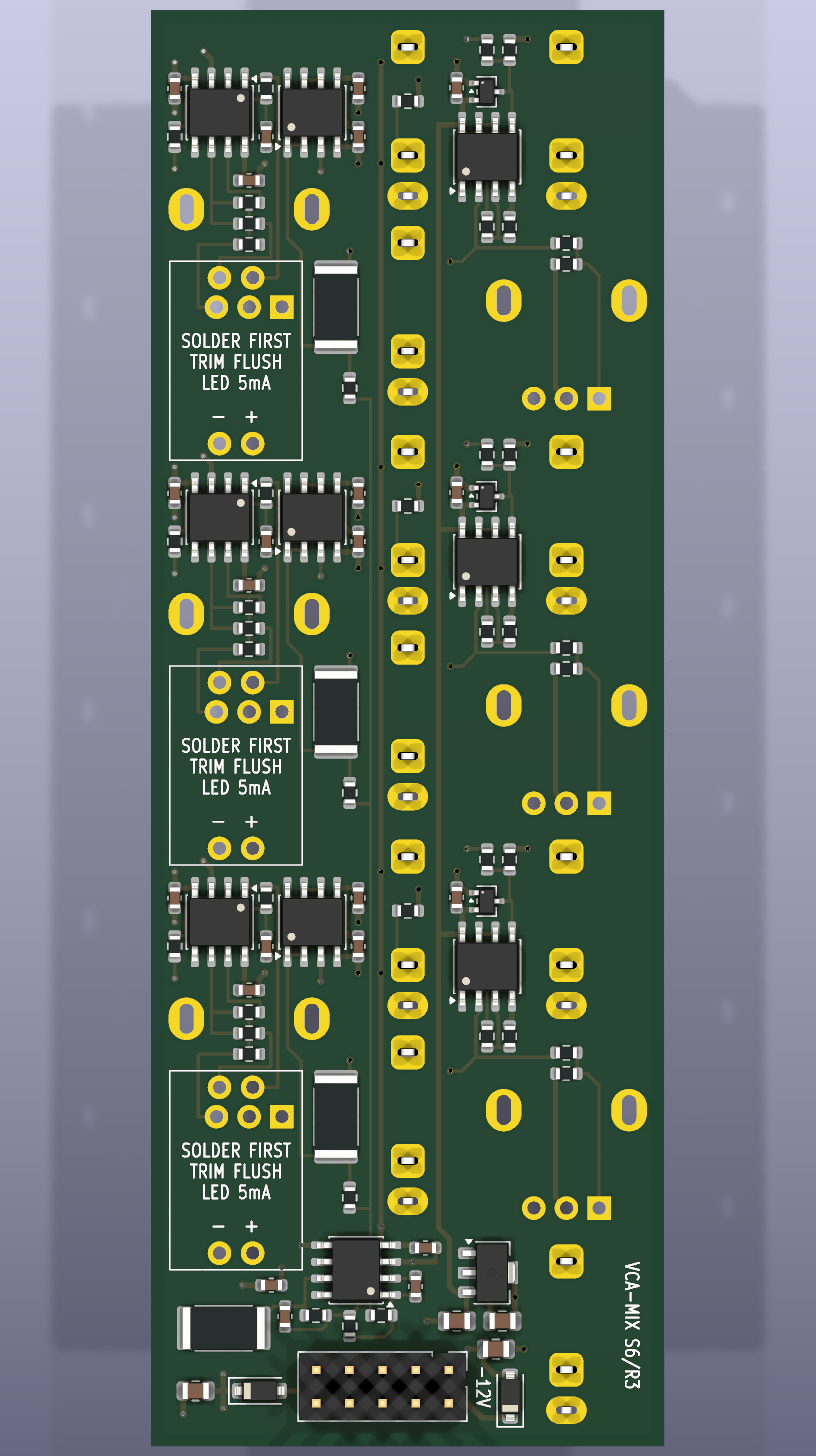 SOLDER FIRST
TRIM FLUSH
LED 5mA
- +
SOLDER FIRST
TRIM FLUSH
LED 5mA
- +
SOLDER FIRST
TRIM FLUSH
LED 5mA
- +
VCA-MIX S6/R3
-12V